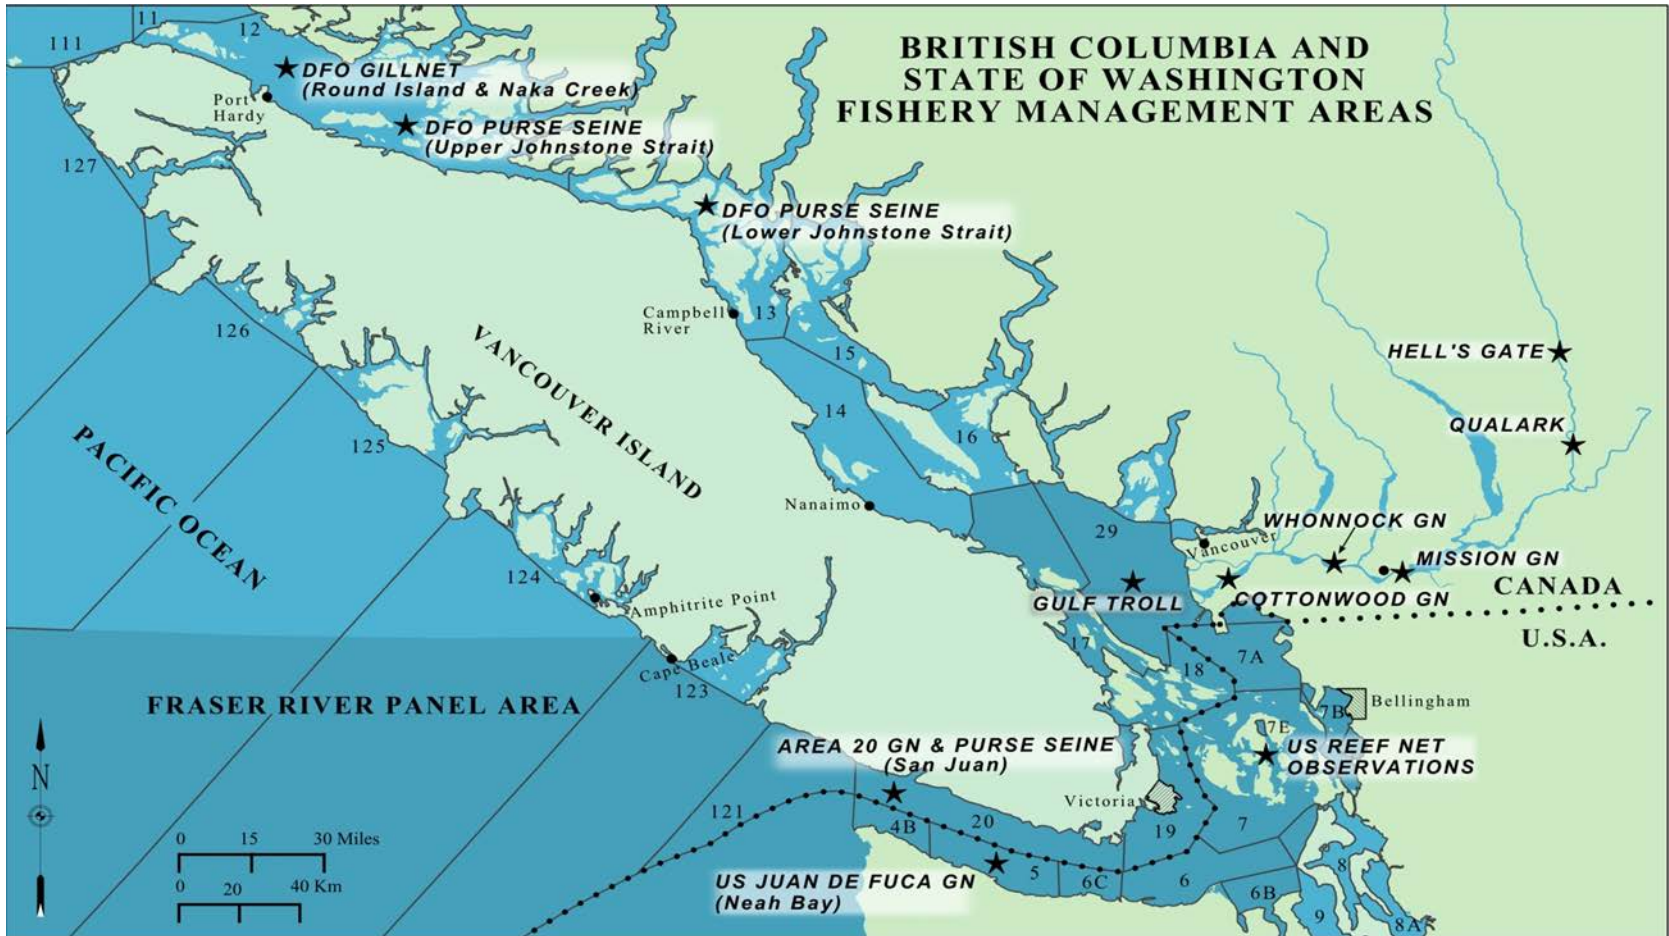 BRITISH COLUMBIA AND
STATE OF WASHINGTON
FISHERY MANAGEMENT AREAS
11
111
12
DFO GILLNET
(Round Island & Naka Creek)
Port
Hardy
DFO PURSE SEINE
(Upper Johnstone Strait)
127
DFO PURSE SEINE
(Lower Johnstone Strait)
Campbell
River
13
126
VANCOUVER ISLAND
15
HELL'S GATE
14
QUALARK
PACIFIC OCEAN
125
16
Nanaimo
WHONNOCK GN
29
Vancouver
MISSION GN
124
CANADA
Amphitrite Point
GULF TROLL
COTTONWOOD GN
U.S.A.
17
7A
18
Cape Beale
123
FRASER RIVER PANEL AREA
7B
Bellingham
7E
AREA 20 GN & PURSE SEINE
(San Juan)
US REEF NET
OBSERVATIONS
N
Victoria
121
20
4B
19
7
0 15 30 Miles
0 20 40 Km
US JUAN DE FUCA GN
(Neah Bay)
5
6C
6
6B
8
9
8A